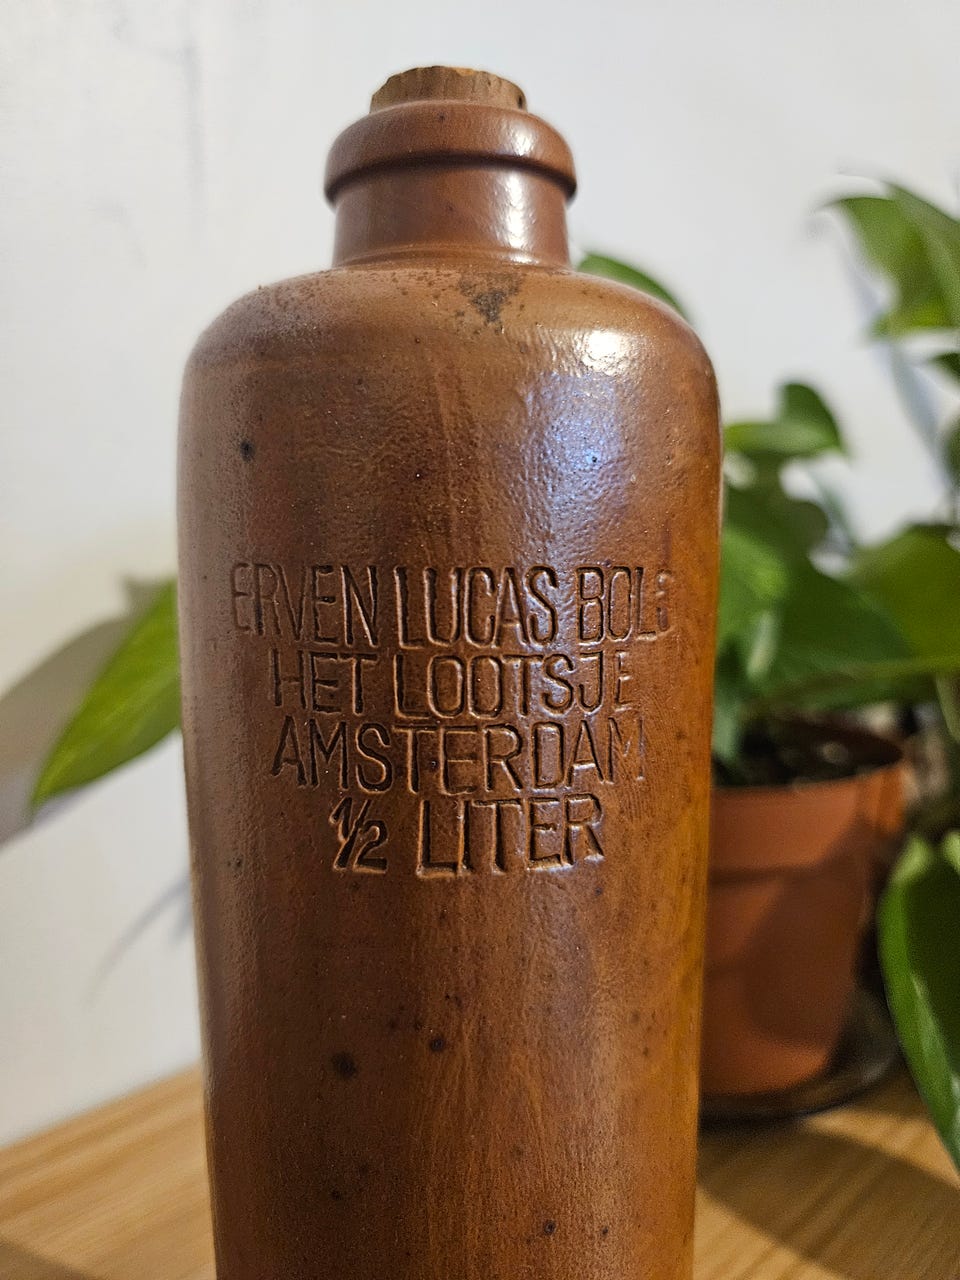 ERVEN LUCAS BOLS
HET LOOTSJE
AMSTERDAM
½ LITER